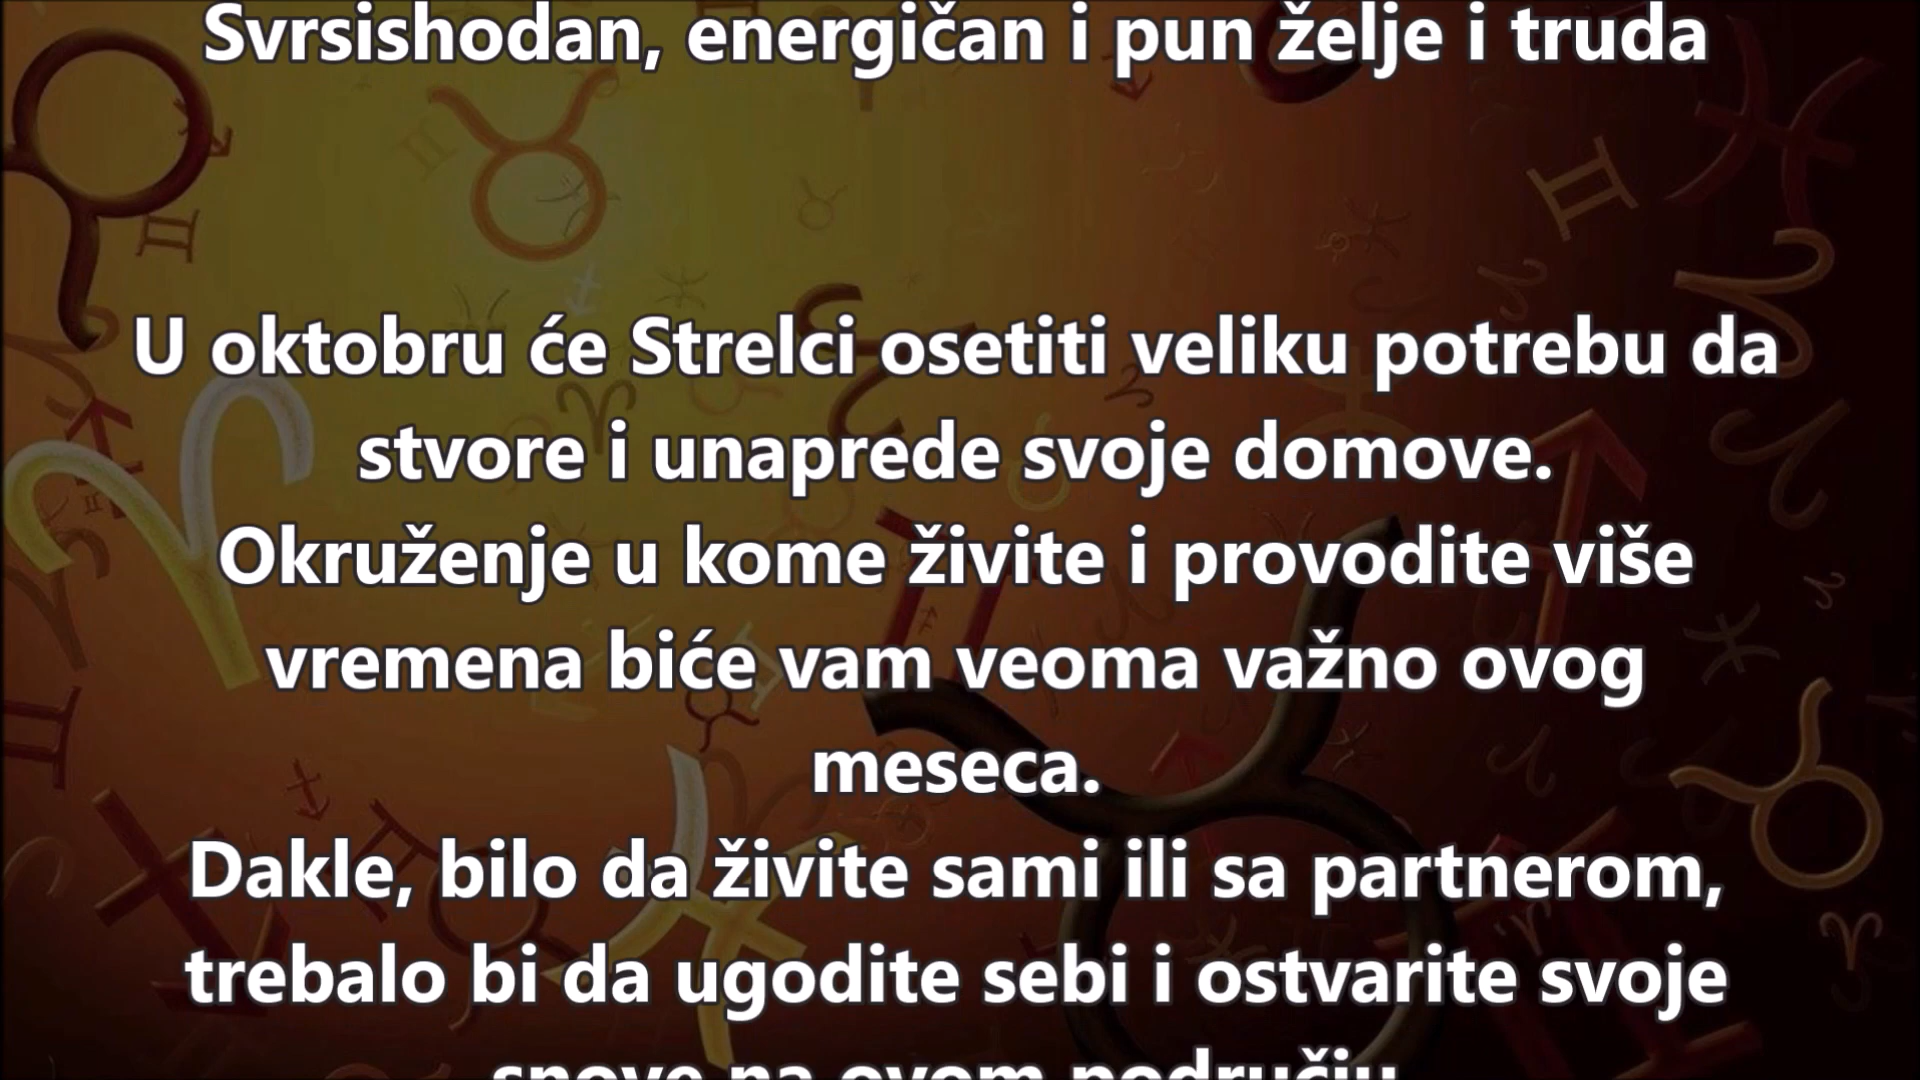 Svrsishodan, energičan i pun želje i truda
U oktobru će Strelci osetiti veliku potrebu da
stvore i unaprede svoje domove.
Okruženje u kome živite i provodite više
vremena biće vam veoma važno ovog
meseca.
Dakle, bilo da živite sami ili sa partnerom,
trebalo bi da ugodite sebi i ostvarite svoje
snove na ovom području